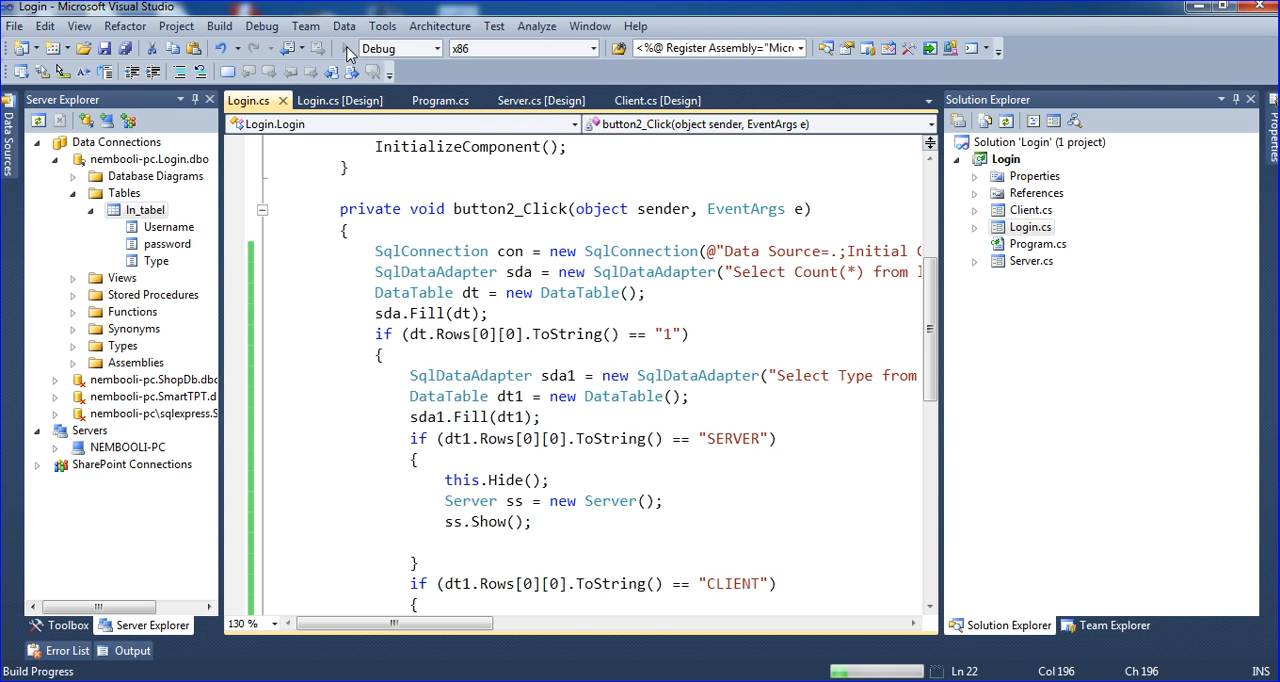 Login - Microsoft Visual Studio
File Edit View Refactor Project Build Debug Team Data Tools Architecture Test Analyze Window Help
Debug x86 <%@ Register Assembly="Micr
Server Explorer
Login.cs Login.cs [Design] Program.cs Server.cs [Design] Client.cs [Design]
Solution Explorer
Login.Login button2_Click(object sender, EventArgs e)
Data Sources
Data Connections
nembooli-pc.Login.dbo
Database Diagrams
Tables
ln_tabel
Username
password
Type
Views
Stored Procedures
Functions
Synonyms
Types
Assemblies
nembooli-pc.ShopDb.dbc
nembooli-pc.SmartTPT.d
nembooli-pc\sqlexpress.S
Servers
NEMBOOLI-PC
SharePoint Connections
InitializeComponent();
}
private void button2_Click(object sender, EventArgs e)
{
SqlConnection con = new SqlConnection(@"Data Source=.;Initial
SqlDataAdapter sda = new SqlDataAdapter("Select Count(*) from
DataTable dt = new DataTable();
sda.Fill(dt);
if (dt.Rows[0][0].ToString() == "1")
{
SqlDataAdapter sda1 = new SqlDataAdapter("Select Type from
DataTable dt1 = new DataTable();
sda1.Fill(dt1);
if (dt1.Rows[0][0].ToString() == "SERVER")
{
this.Hide();
Server ss = new Server();
ss.Show();
}
if (dt1.Rows[0][0].ToString() == "CLIENT")
{
Solution 'Login' (1 project)
Login
Properties
References
Client.cs
Login.cs
Program.cs
Server.cs
Properties
130 %
Toolbox Server Explorer
Solution Explorer Team Explorer
Error List Output
Build Progress Ln 22 Col 196 Ch 196 INS